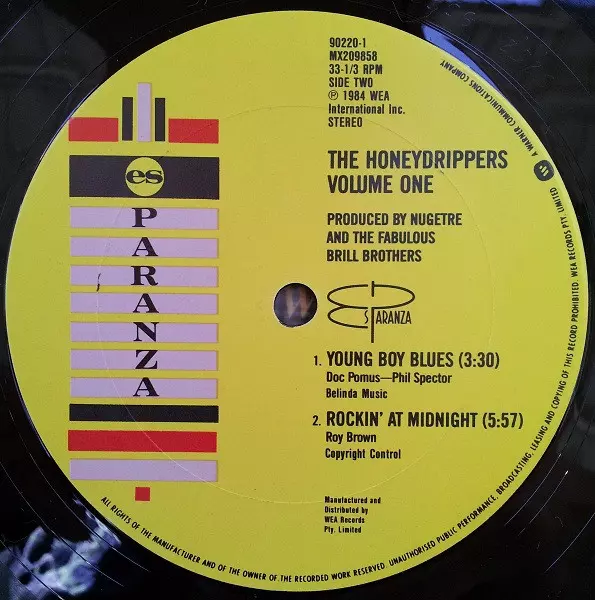 90220-1
MX209858
33-1/3 RPM
SIDE TWO
℗ 1984 WEA
International Inc.
STEREO
THE HONEYDRIPPERS
VOLUME ONE
PRODUCED BY NUGETRE
AND THE FABULOUS
BRILL BROTHERS
es
PARANZA
ES PARANZA
1. YOUNG BOY BLUES (3:30)
Doc Pomus—Phil Spector
Belinda Music
2. ROCKIN' AT MIDNIGHT (5:57)
Roy Brown
Copyright Control
Manufactured and
Distributed by
WEA Records
Pty. Limited
ALL RIGHTS OF THE MANUFACTURER AND OF THE OWNER OF THE RECORDED WORK RESERVED. UNAUTHORISED PUBLIC PERFORMANCE, BROADCASTING, LEASING AND COPYING OF THIS RECORD PROHIBITED. WEA RECORDS PTY. LIMITED
A WARNER COMMUNICATIONS COMPANY